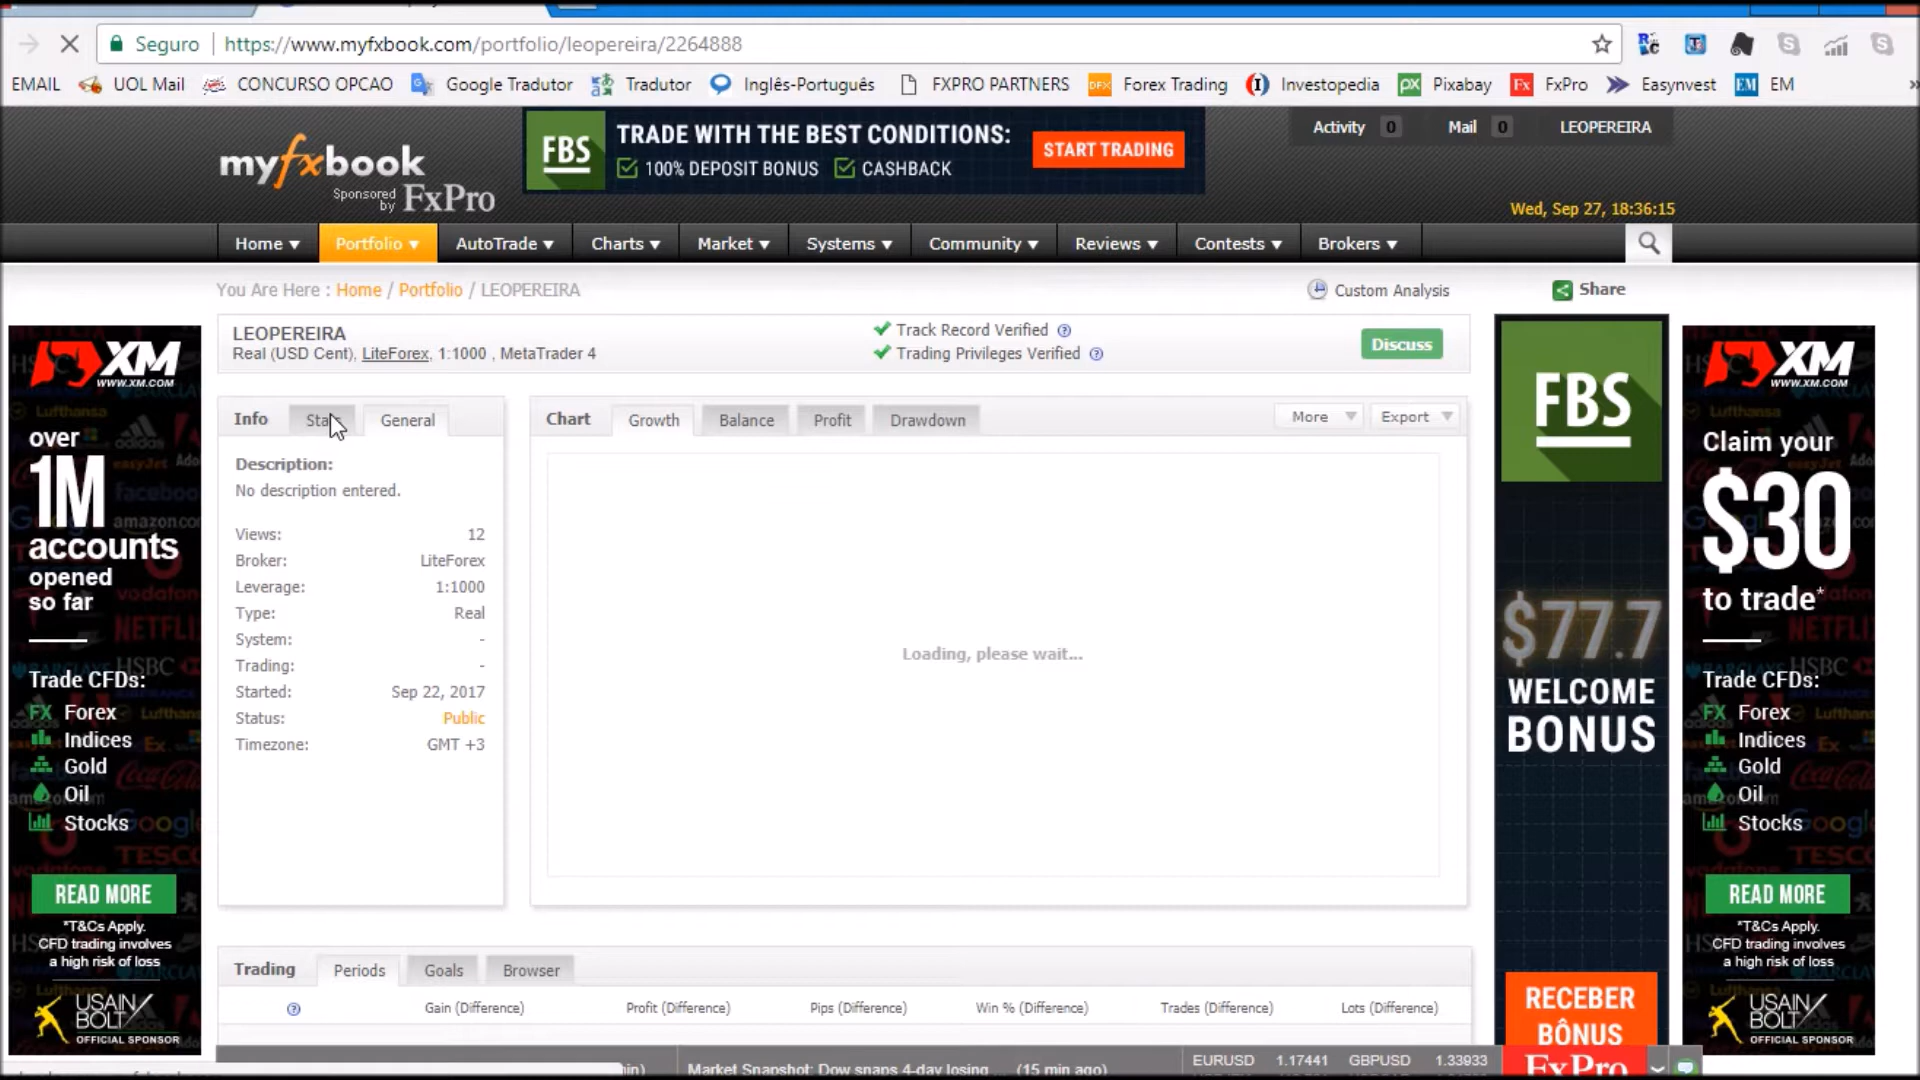 Seguro https://www.myfxbook.com/portfolio/leopereira/2264888
EMAIL UOL Mail CONCURSO OPCAO Google Tradutor Tradutor Inglês-Português FXPRO PARTNERS Forex Trading Investopedia Pixabay FxPro Easynvest EM
myfxbook
Sponsored by FxPro
FBS
TRADE WITH THE BEST CONDITIONS:
100% DEPOSIT BONUS CASHBACK
START TRADING
Activity 0 Mail 0 LEOPEREIRA
Wed, Sep 27, 18:36:15
Home Portfolio AutoTrade Charts Market Systems Community Reviews Contests Brokers
You Are Here : Home / Portfolio / LEOPEREIRA
Custom Analysis
Share
LEOPEREIRA
Real (USD Cent), LiteForex, 1:1000 , MetaTrader 4
Track Record Verified
Trading Privileges Verified
Discuss
Info General
Description:
No description entered.
Views: 12
Broker: LiteForex
Leverage: 1:1000
Type: Real
System: -
Trading: -
Started: Sep 22, 2017
Status: Public
Timezone: GMT +3
Chart Growth Balance Profit Drawdown
More Export
Loading, please wait...
Trading Periods Goals Browser
Gain (Difference) Profit (Difference) Pips (Difference) Win % (Difference) Trades (Difference) Lots (Difference)
XM
WWW.XM.COM
over
1M
accounts
opened
so far
Trade CFDs:
FX Forex
Indices
Gold
Oil
Stocks
READ MORE
*T&Cs Apply.
CFD trading involves
a high risk of loss
USAIN
BOLT
OFFICIAL SPONSOR
FBS
$77.7
WELCOME
BONUS
RECEBER
BÔNUS
FxPro
XM
WWW.XM.COM
Claim your
$30
to trade*
Trade CFDs:
FX Forex
Indices
Gold
Oil
Stocks
READ MORE
*T&Cs Apply.
CFD trading involves
a high risk of loss
USAIN
BOLT
OFFICIAL SPONSOR
Market Snapshot: Dow snaps 4-day losing ... (15 min ago)
EURUSD 1.17441 GBPUSD 1.33933